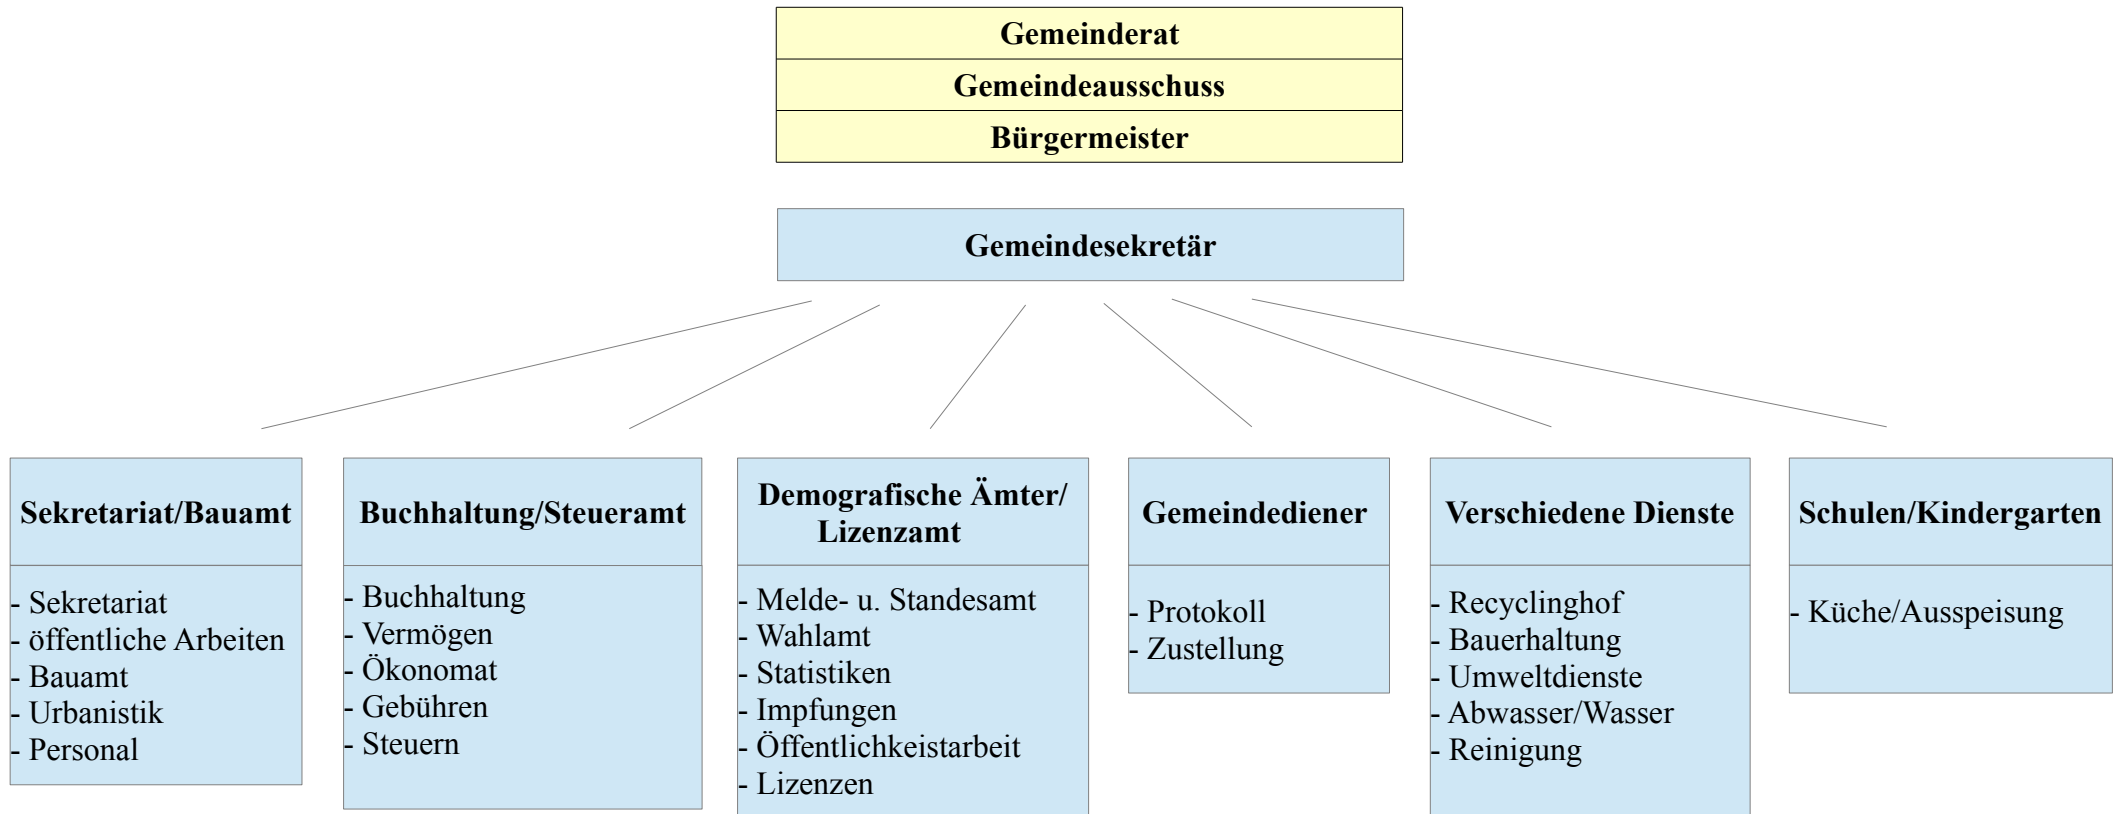 Gemeinderat
Gemeindeausschuss
Bürgermeister
Gemeindesekretär
Sekretariat/Bauamt
- Sekretariat
- öffentliche Arbeiten
- Bauamt
- Urbanistik
- Personal
Buchhaltung/Steueramt
- Buchhaltung
- Vermögen
- Ökonomat
- Gebühren
- Steuern
Demografische Ämter/
Lizenzamt
- Melde- u. Standesamt
- Wahlamt
- Statistiken
- Impfungen
- Öffentlichkeistarbeit
- Lizenzen
Gemeindediener
- Protokoll
- Zustellung
Verschiedene Dienste
- Recyclinghof
- Bauerhaltung
- Umweltdienste
- Abwasser/Wasser
- Reinigung
Schulen/Kindergarten
- Küche/Ausspeisung